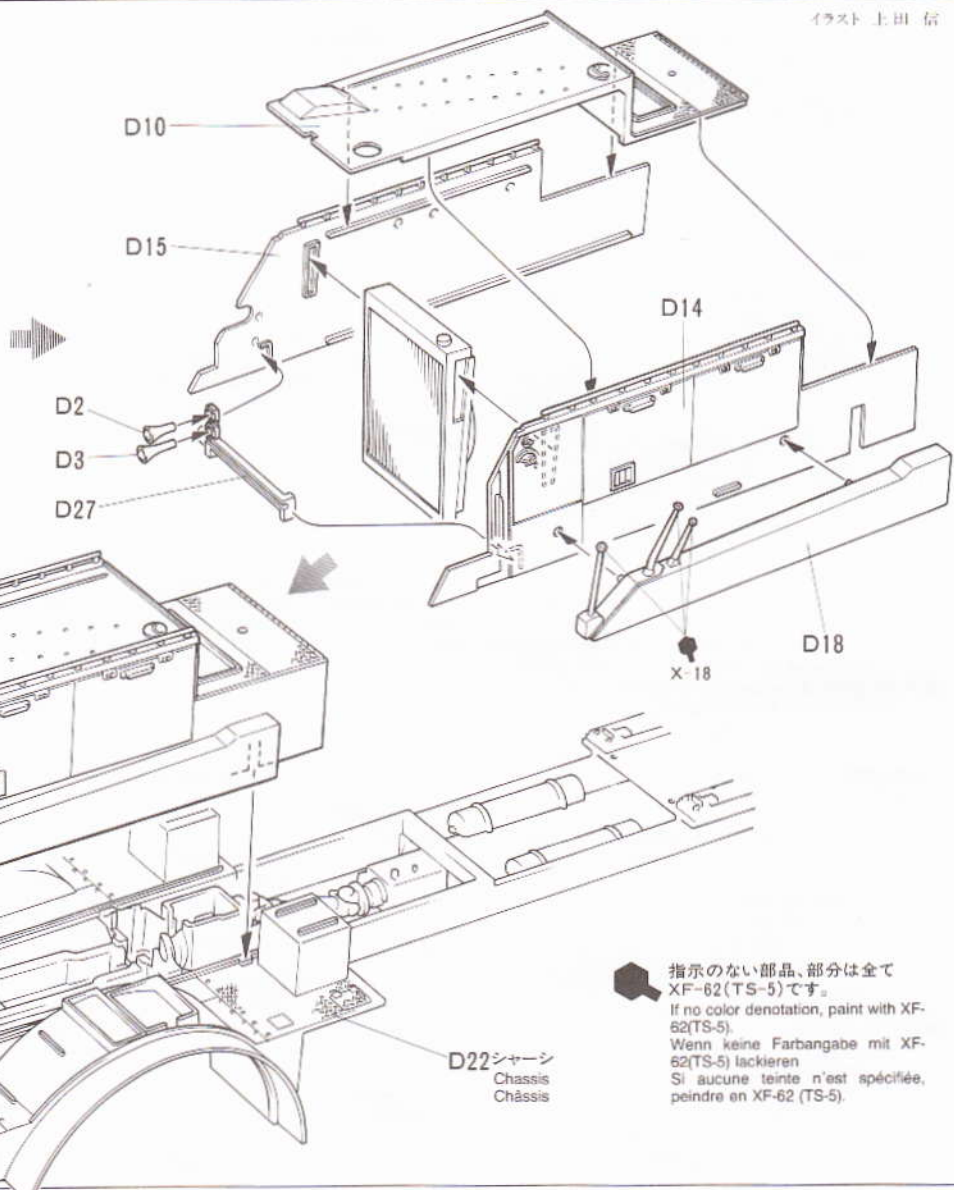 イラスト 上田 信
D10
D15
D14
D2
D3
D27
D18
X-18
指示のない部品、部分は全て
XF-62(TS-5)です。
If no color denotation, paint with XF-
62(TS-5).
Wenn keine Farbangabe mit XF-
62(TS-5) lackieren
Si aucune teinte n'est spécifiée,
peindre en XF-62 (TS-5).
D22シャーシ
Chassis
Châssis